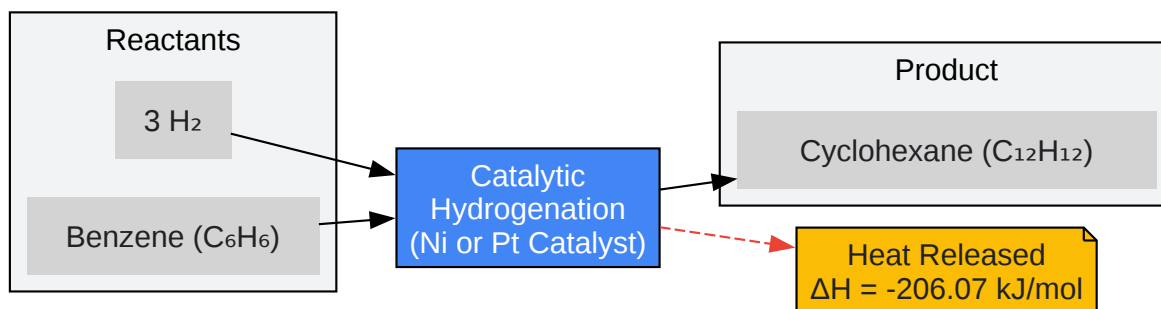 Reactants
3 H₂
Benzene (C₆H₆)
Catalytic
Hydrogenation
(Ni or Pt Catalyst)
Product
Cyclohexane (C₁₂H₁₂)
Heat Released
ΔH = -206.07 kJ/mol